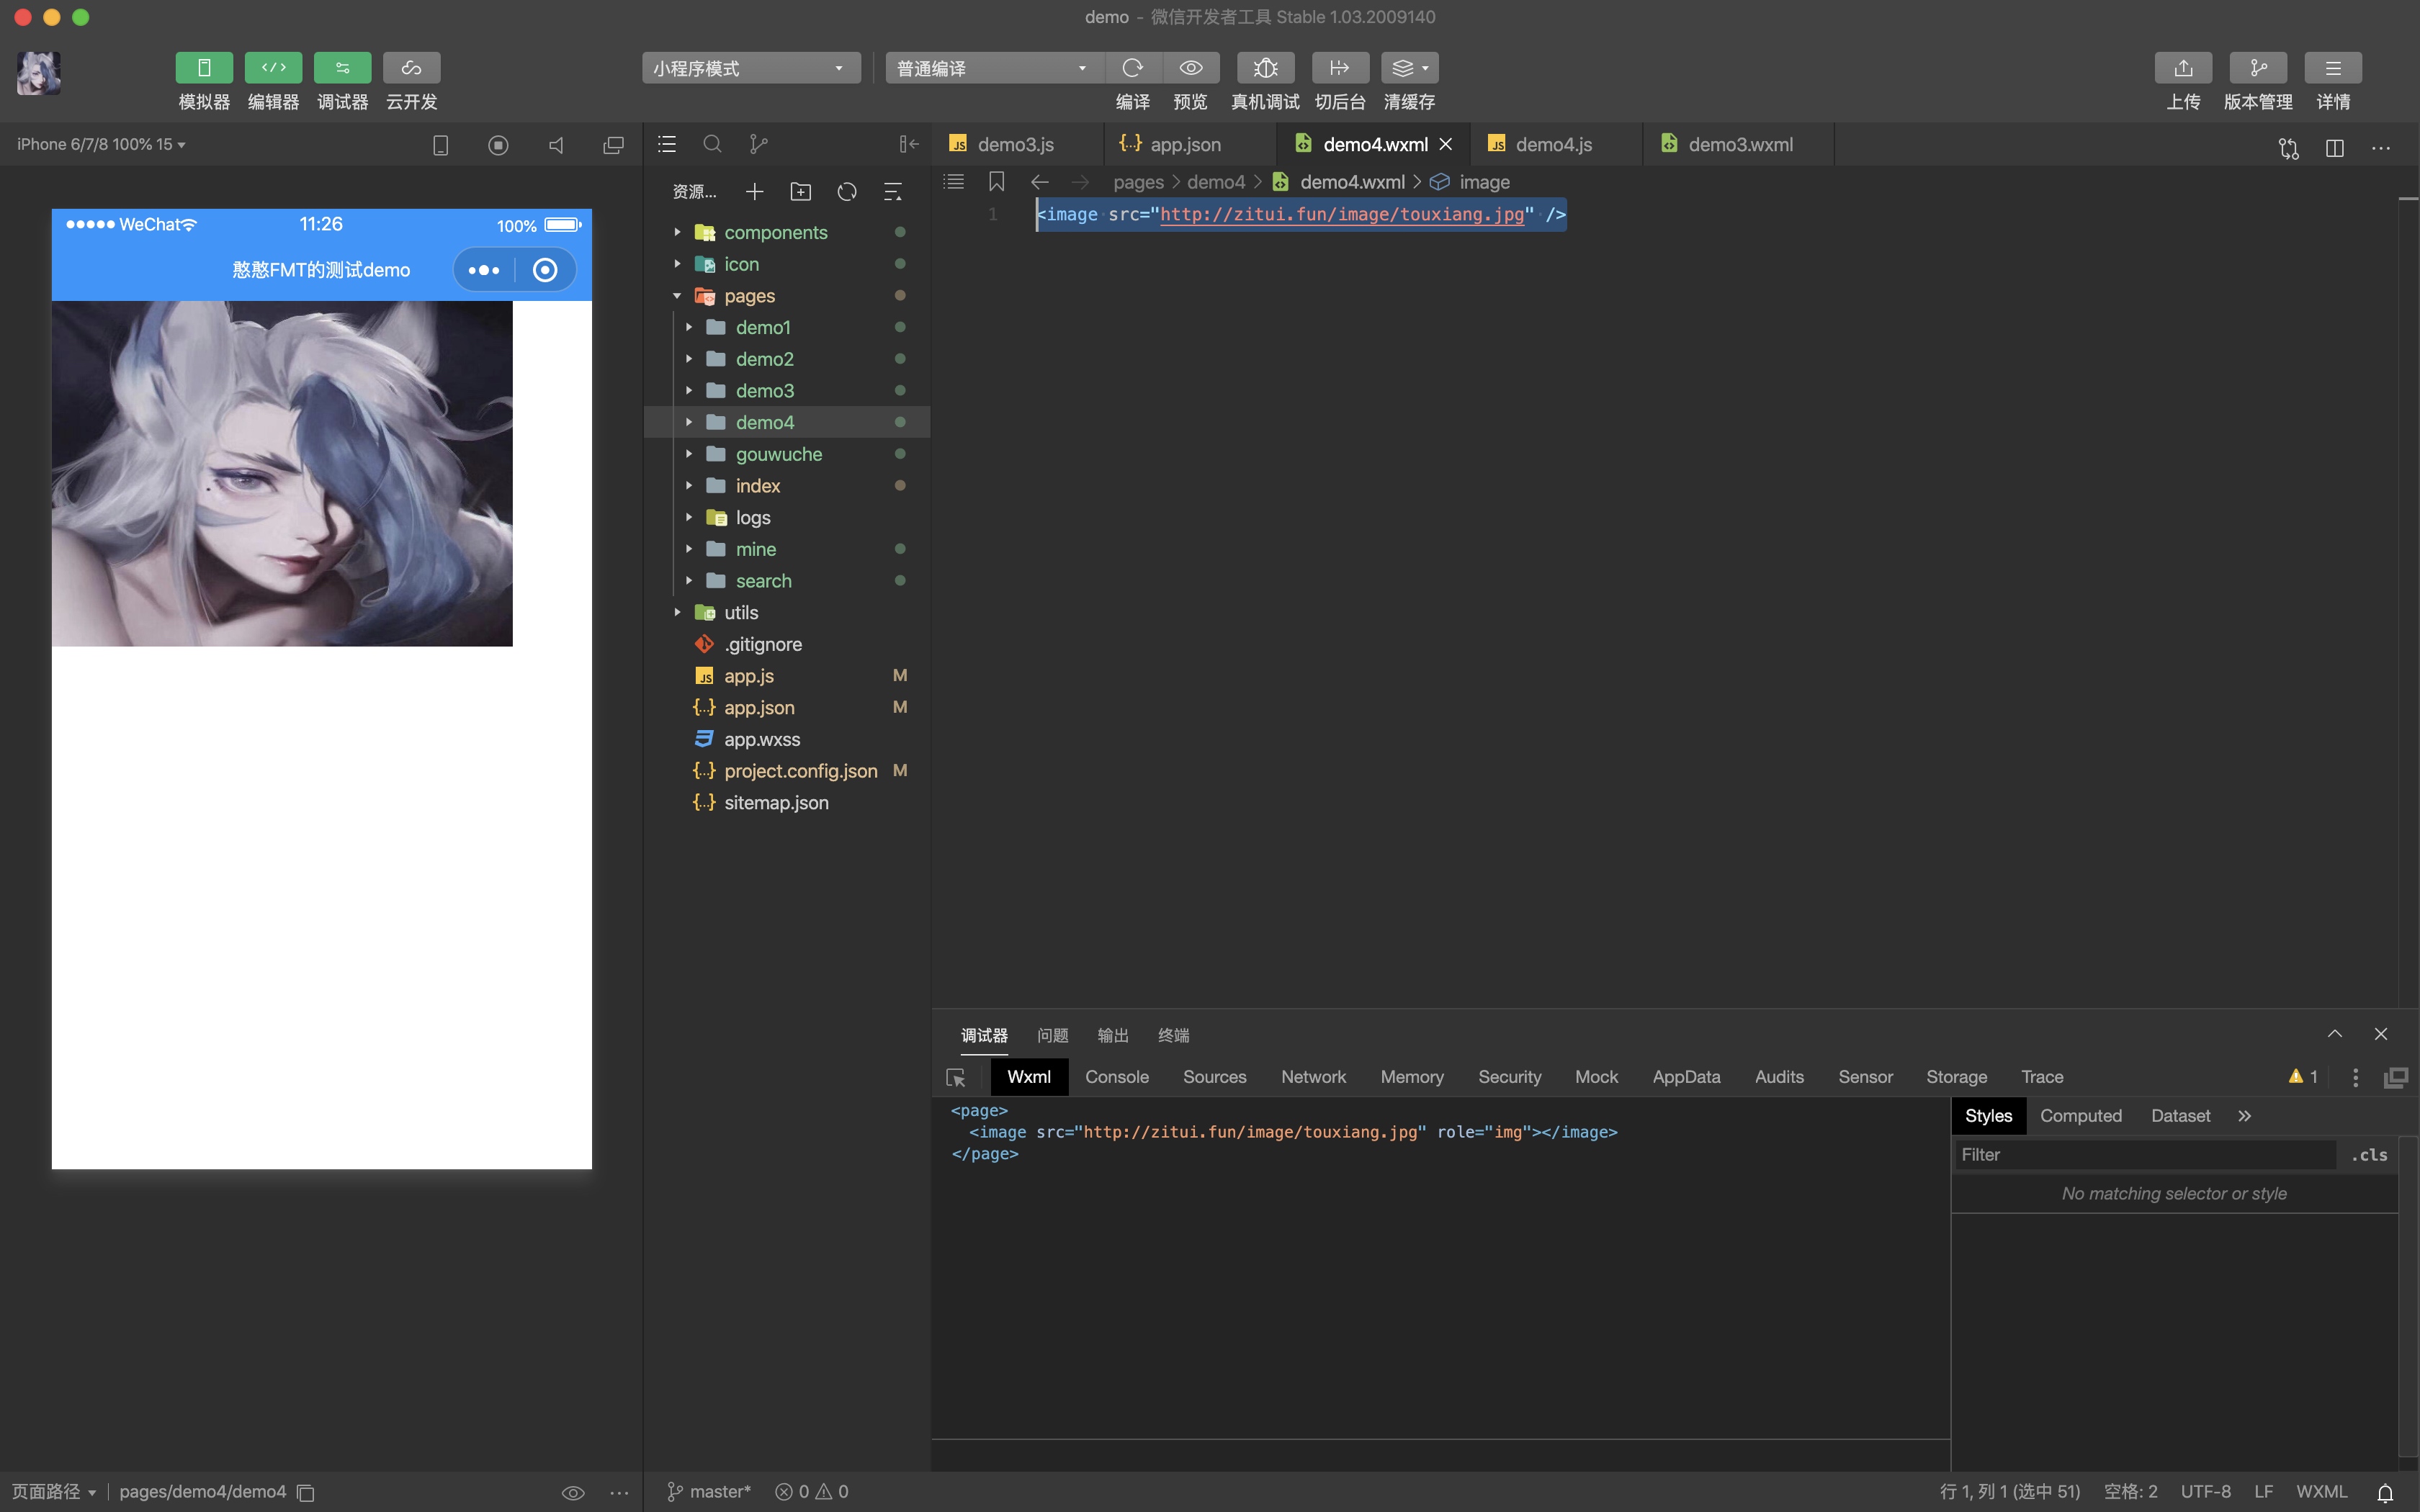 demo - 微信开发者工具 Stable 1.03.2009140
模拟器 编辑器 调试器 云开发
小程序模式 普通编译
编译 预览 真机调试 切后台 清缓存
上传 版本管理 详情
iPhone 6/7/8 100% 15
demo3.js app.json demo4.wxml demo4.js demo3.wxml
资源...
pages > demo4 > demo4.wxml > image
1 <image src="http://zitui.fun/image/touxiang.jpg" />
WeChat 11:26 100%
憨憨FMT的测试demo
components
icon
pages
demo1
demo2
demo3
demo4
gouwuche
index
logs
mine
search
utils
.gitignore
app.js M
app.json M
app.wxss
project.config.json M
sitemap.json
调试器 问题 输出 终端
Wxml Console Sources Network Memory Security Mock AppData Audits Sensor Storage Trace 1
<page>
<image src="http://zitui.fun/image/touxiang.jpg" role="img"></image>
</page>
Styles Computed Dataset
Filter .cls
No matching selector or style
页面路径 pages/demo4/demo4
master* 0 0
行 1, 列 1 (选中 51) 空格: 2 UTF-8 LF WXML